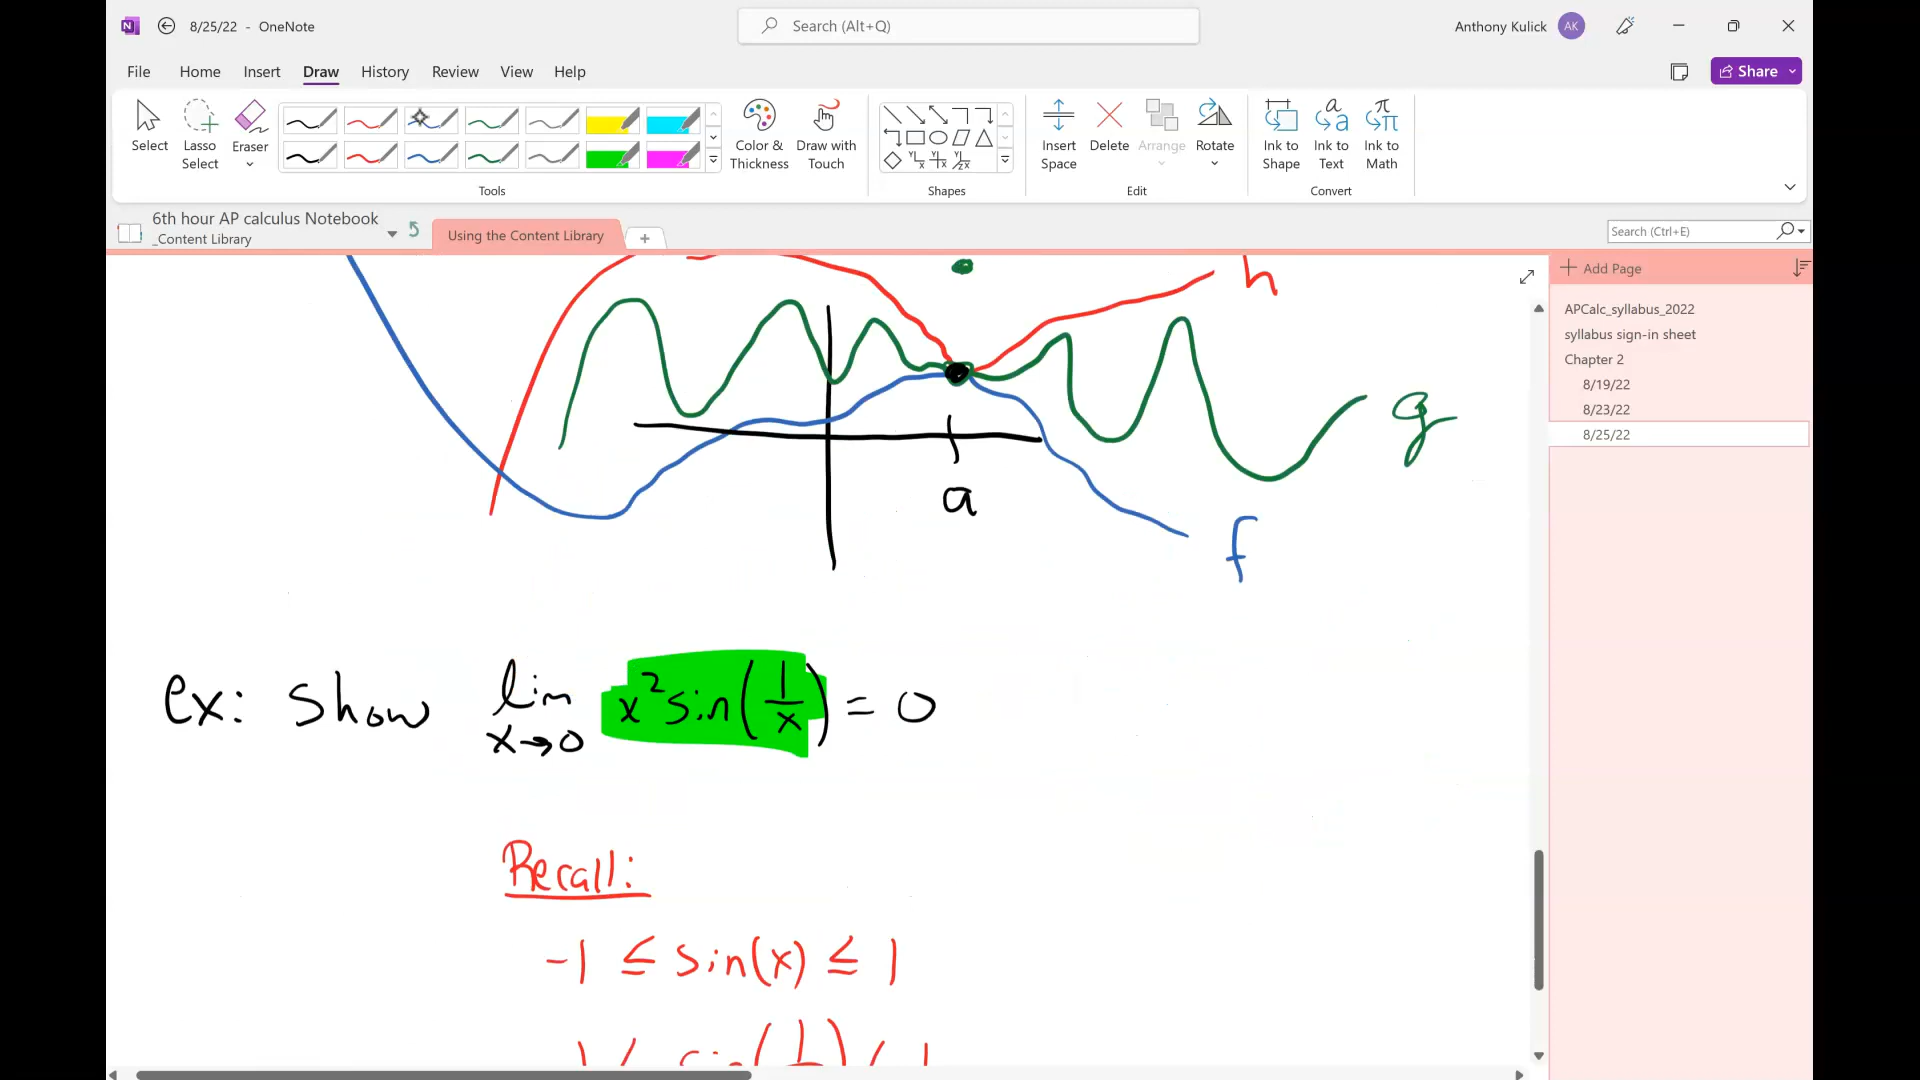 8/25/22 - OneNote
Search (Alt+Q)
Anthony Kulick AK
File Home Insert Draw History Review View Help
Share
Select
Lasso Select
Eraser
Color & Thickness
Draw with Touch
Insert Space
Delete
Arrange
Rotate
Ink to Shape
Ink to Text
Ink to Math
Tools Shapes Edit Convert
6th hour AP calculus Notebook
_Content Library
Using the Content Library
Search (Ctrl+E)
Add Page
APCalc_syllabus_2022
syllabus sign-in sheet
Chapter 2
8/19/22
8/23/22
8/25/22
h
g
a
f
ex: Show lim x→0 x² sin(1/x) = 0
Recall:
-1 ≤ sin(x) ≤ 1